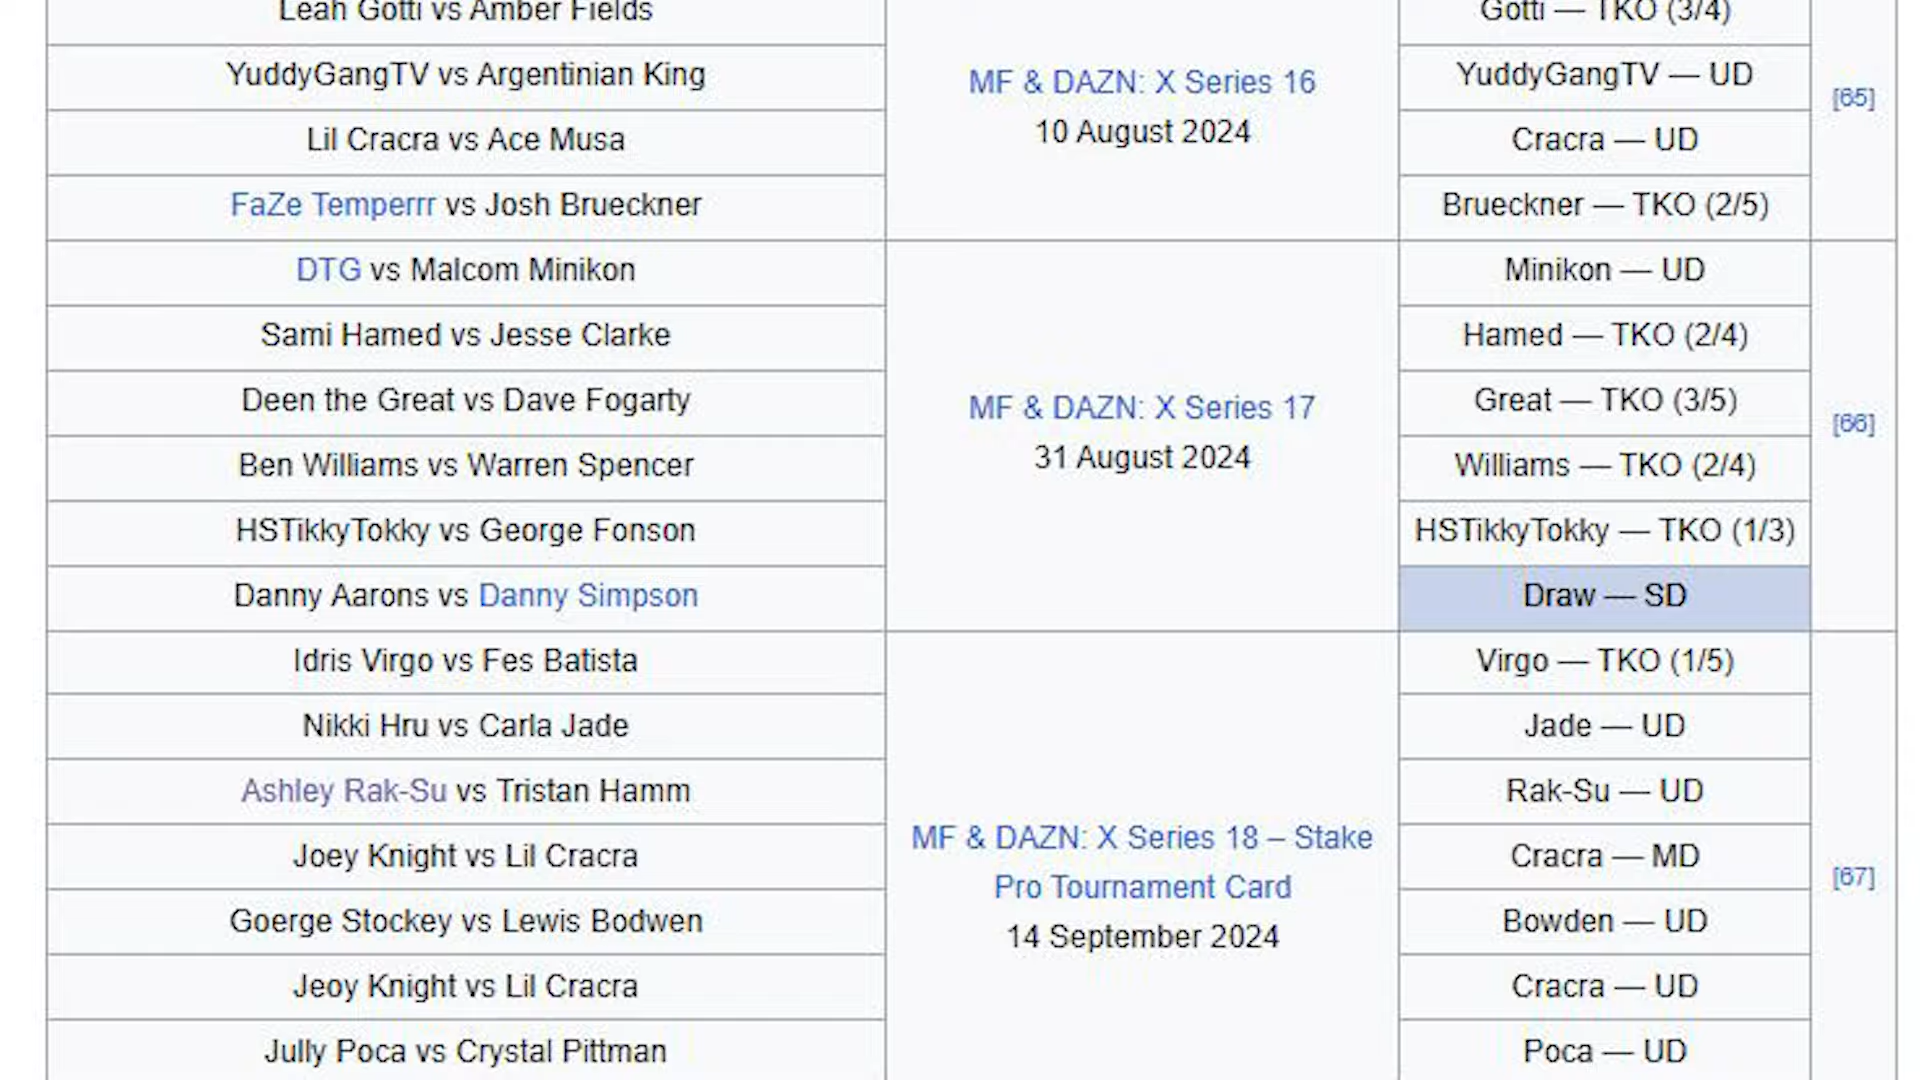 Leah Gotti vs Amber Fields
Gotti — TKO (3/4)
YuddyGangTV vs Argentinian King
MF & DAZN: X Series 16
10 August 2024
YuddyGangTV — UD
[65]
Lil Cracra vs Ace Musa
Cracra — UD
FaZe Temperrr vs Josh Brueckner
Brueckner — TKO (2/5)
DTG vs Malcom Minikon
Minikon — UD
Sami Hamed vs Jesse Clarke
Hamed — TKO (2/4)
Deen the Great vs Dave Fogarty
MF & DAZN: X Series 17
31 August 2024
Great — TKO (3/5)
[66]
Ben Williams vs Warren Spencer
Williams — TKO (2/4)
HSTikkyTokky vs George Fonson
HSTikkyTokky — TKO (1/3)
Danny Aarons vs Danny Simpson
Draw — SD
Idris Virgo vs Fes Batista
Virgo — TKO (1/5)
Nikki Hru vs Carla Jade
Jade — UD
Ashley Rak-Su vs Tristan Hamm
Rak-Su — UD
Joey Knight vs Lil Cracra
MF & DAZN: X Series 18 – Stake
Pro Tournament Card
14 September 2024
Cracra — MD
[67]
Goerge Stockey vs Lewis Bodwen
Bowden — UD
Jeoy Knight vs Lil Cracra
Cracra — UD
Jully Poca vs Crystal Pittman
Poca — UD